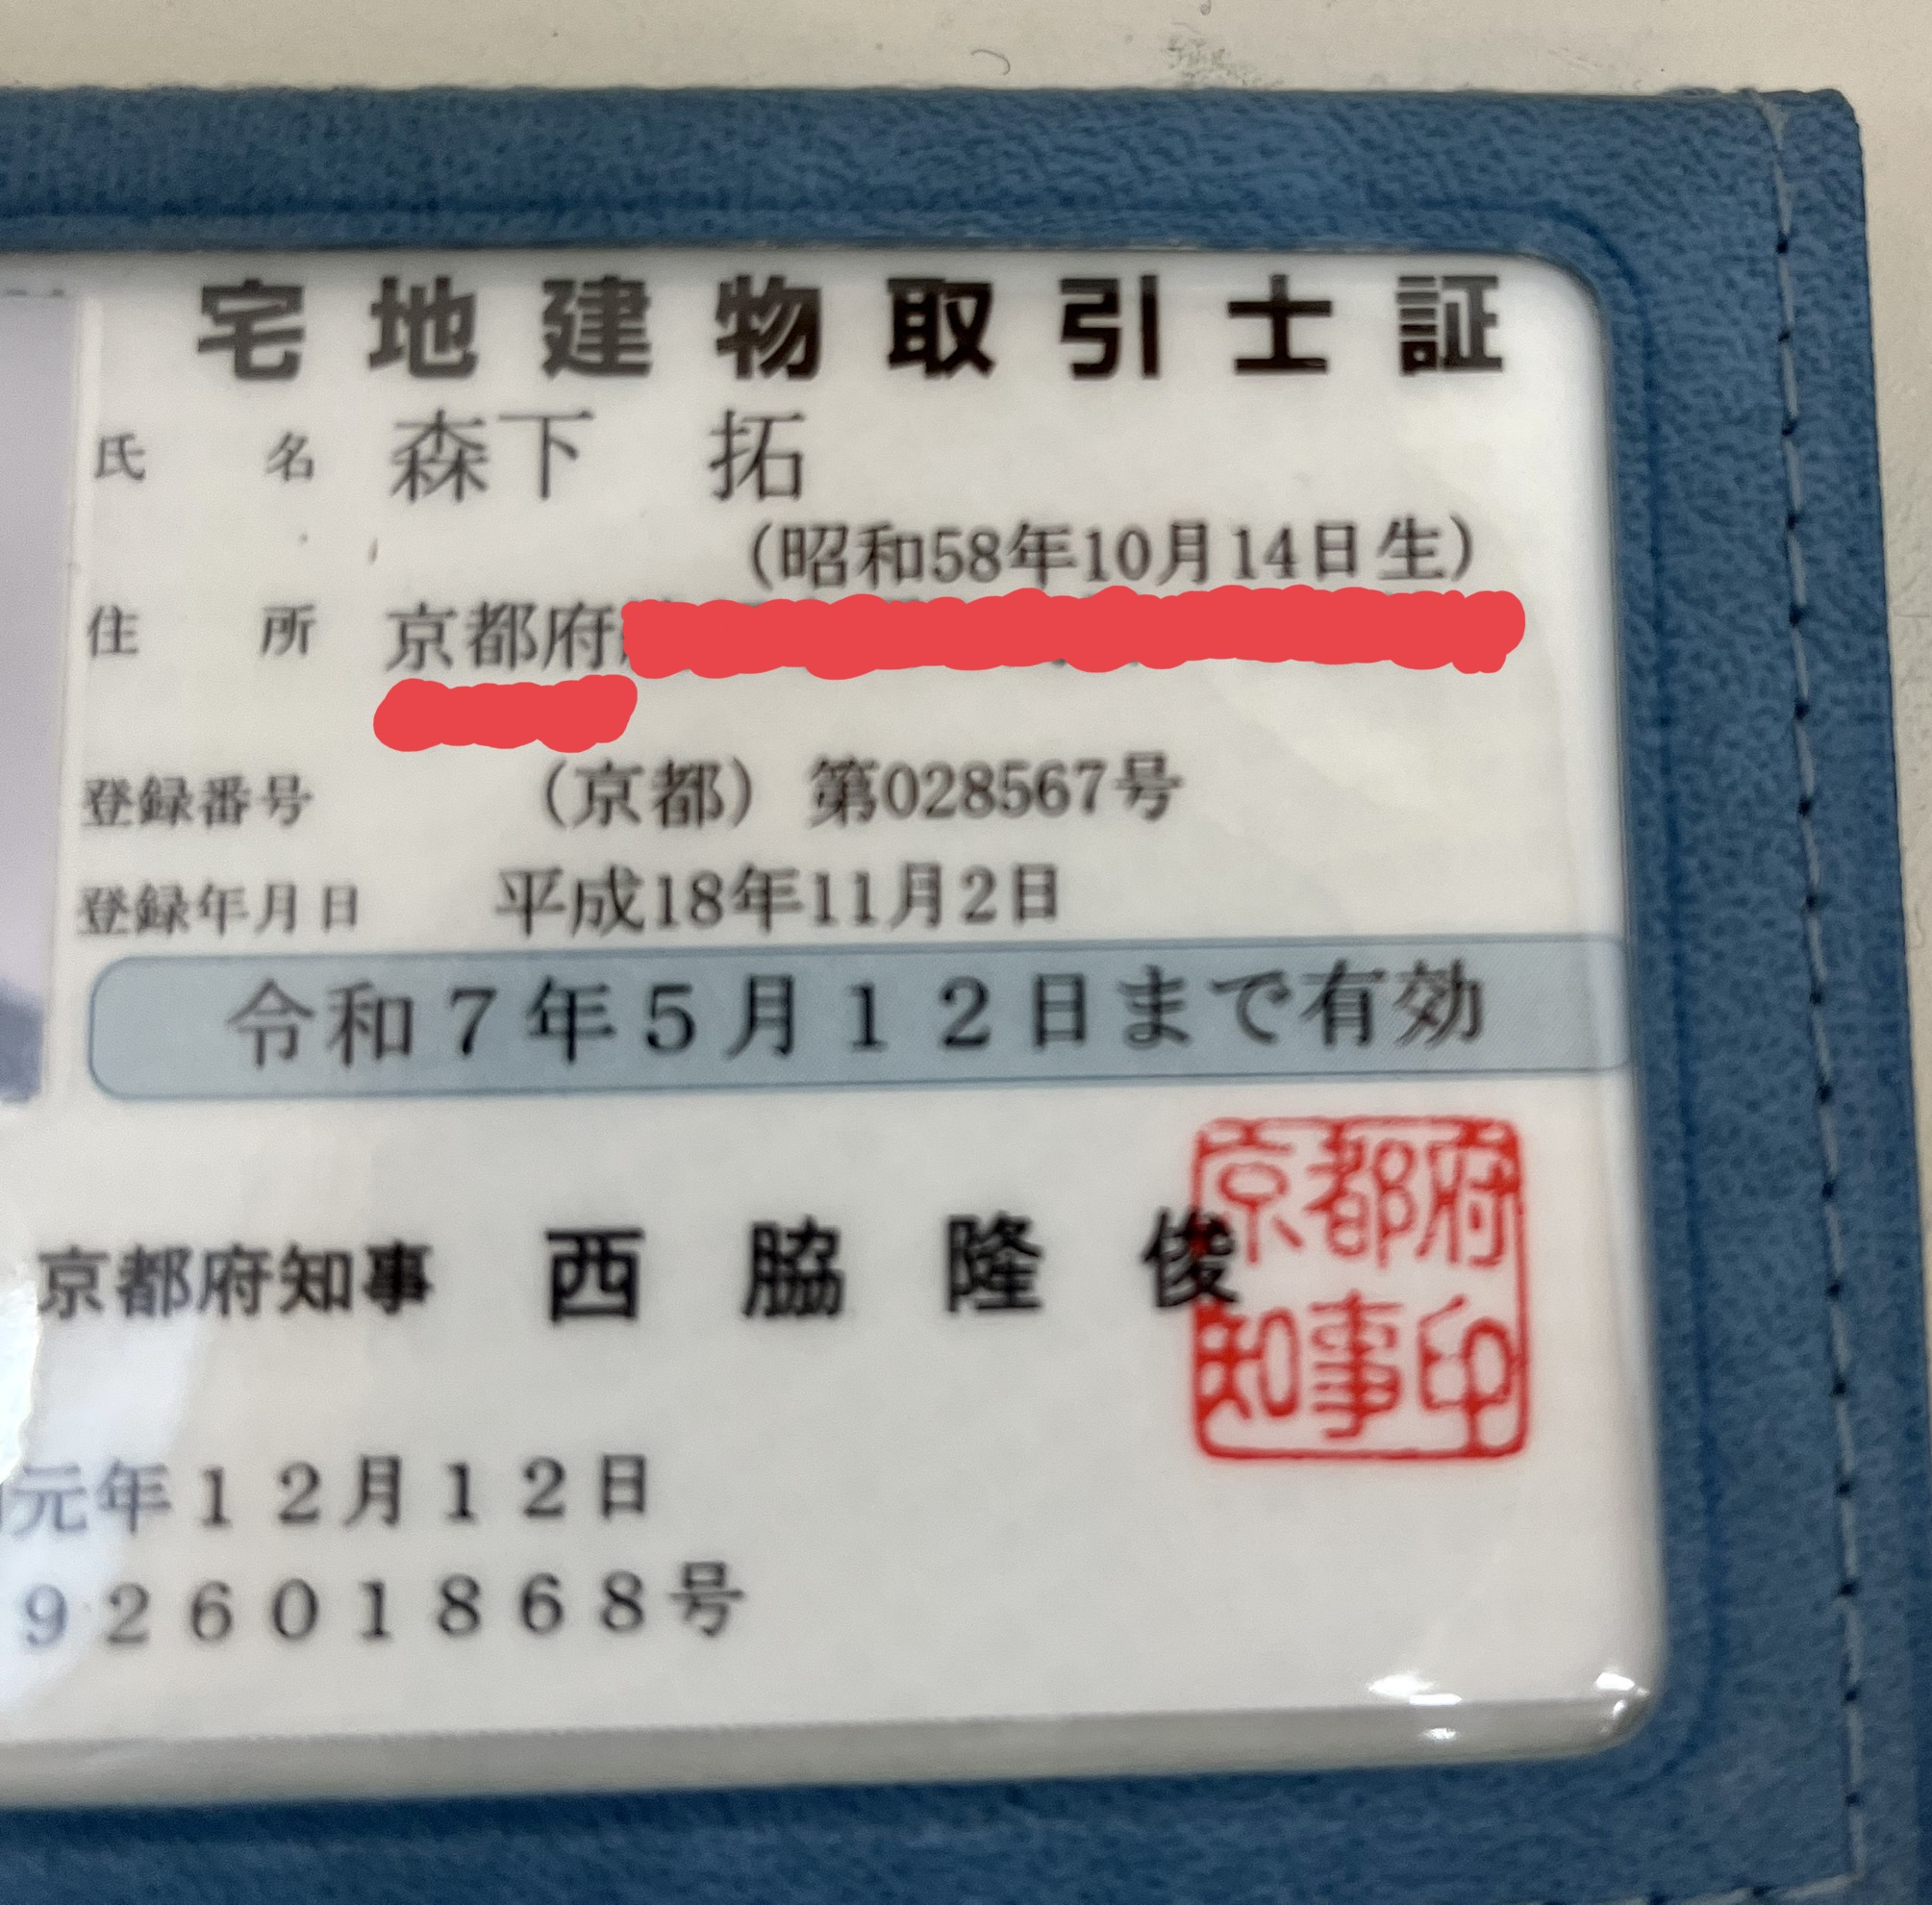 宅地建物取引士証
氏名 森下 拓
(昭和58年10月14日生)
住所 京都府
登録番号 (京都) 第028567号
登録年月日 平成18年11月2日
令和7年5月12日まで有効
京都府知事 西脇隆俊
京都府
知事印
元年12月12日
92601868号